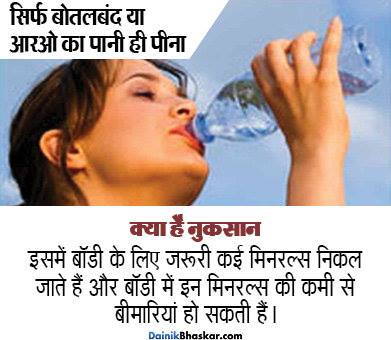 सिर्फ बोतलबंद या
आरओ का पानी ही पीना
क्या हैं नुकसान
इसमें बॉडी के लिए जरूरी कई मिनरल्स निकल
जाते हैं और बॉडी में इन मिनरल्स की कमी से
बीमारियां हो सकती हैं।
DainikBhaskar.com